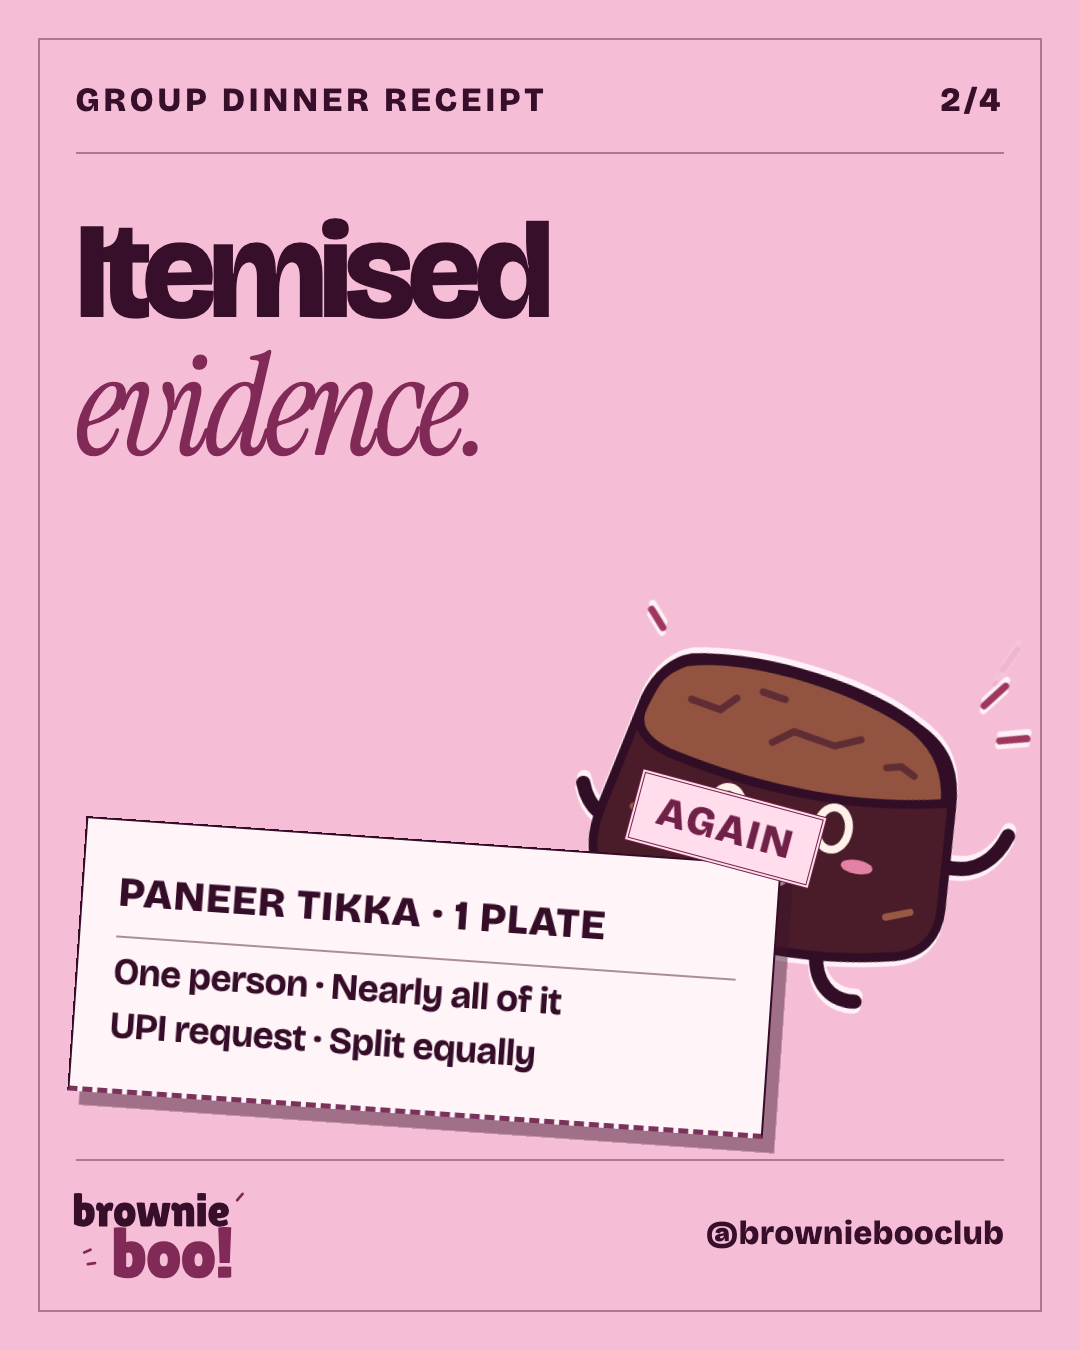 GROUP DINNER RECEIPT
2/4
Itemised
evidence.
AGAIN
PANEER TIKKA · 1 PLATE
One person · Nearly all of it
UPI request · Split equally
brownie
boo!
@browniebooclub